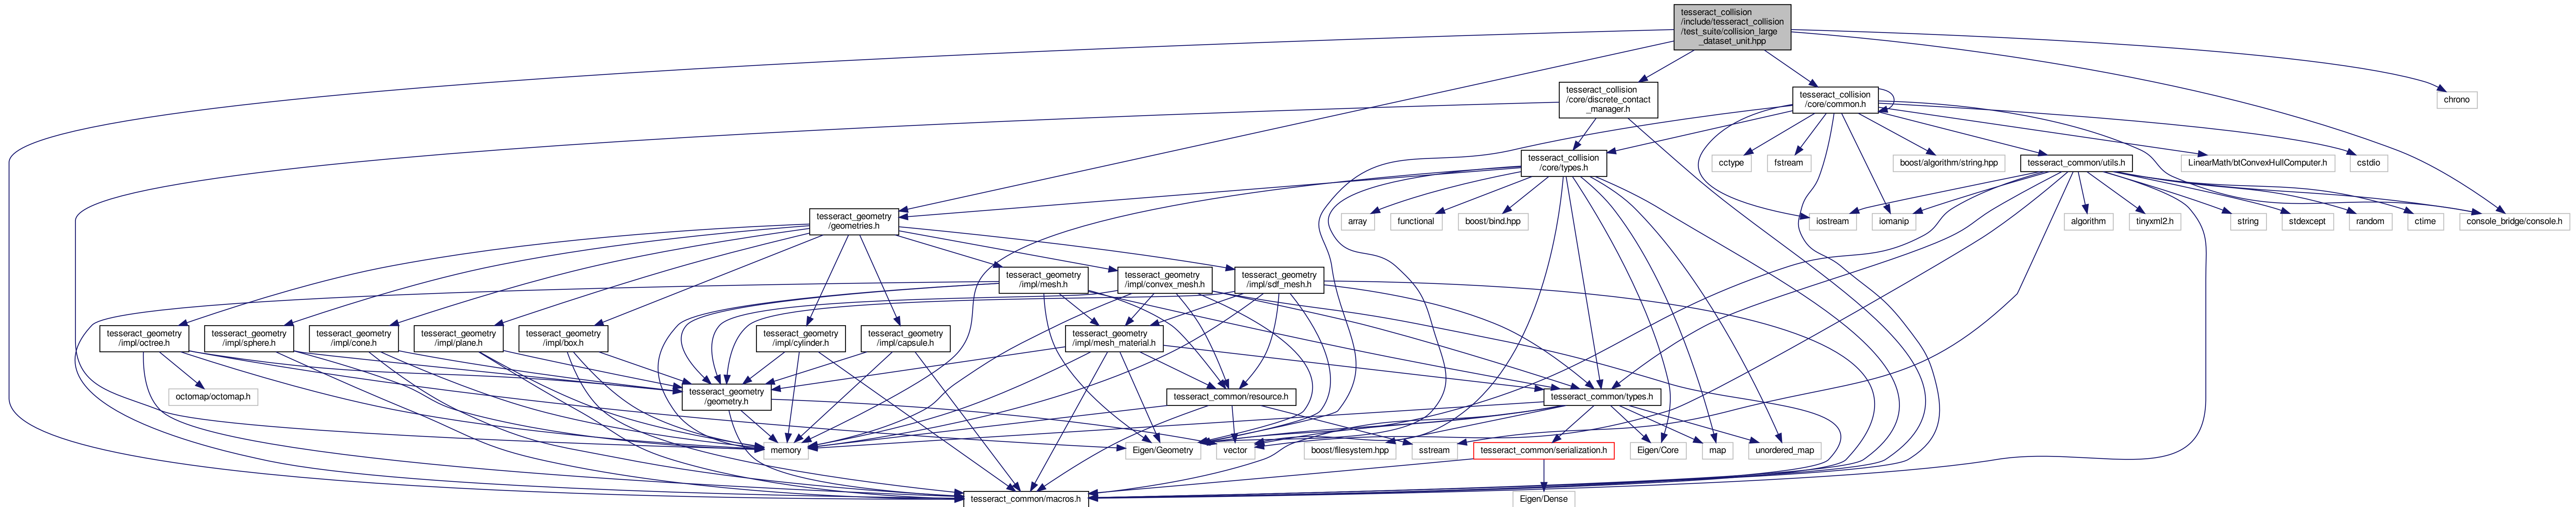 tesseract_collision
/include/tesseract_collision
/test_suite/collision_large
_dataset_unit.hpp
tesseract_collision
/core/discrete_contact
_manager.h
tesseract_collision
/core/common.h
chrono
tesseract_collision
/core/types.h
cctype
fstream
boost/algorithm/string.hpp
tesseract_common/utils.h
LinearMath/btConvexHullComputer.h
cstdio
tesseract_geometry
/geometries.h
array
functional
boost/bind.hpp
iostream
iomanip
algorithm
tinyxml2.h
string
stdexcept
random
ctime
console_bridge/console.h
tesseract_geometry
/impl/mesh.h
tesseract_geometry
/impl/convex_mesh.h
tesseract_geometry
/impl/sdf_mesh.h
tesseract_geometry
/impl/octree.h
tesseract_geometry
/impl/sphere.h
tesseract_geometry
/impl/cone.h
tesseract_geometry
/impl/plane.h
tesseract_geometry
/impl/box.h
tesseract_geometry
/impl/cylinder.h
tesseract_geometry
/impl/capsule.h
tesseract_geometry
/impl/mesh_material.h
octomap/octomap.h
tesseract_geometry
/geometry.h
tesseract_common/resource.h
tesseract_common/types.h
memory
Eigen/Geometry
vector
boost/filesystem.hpp
sstream
tesseract_common/serialization.h
Eigen/Core
map
unordered_map
tesseract_common/macros.h
Eigen/Dense